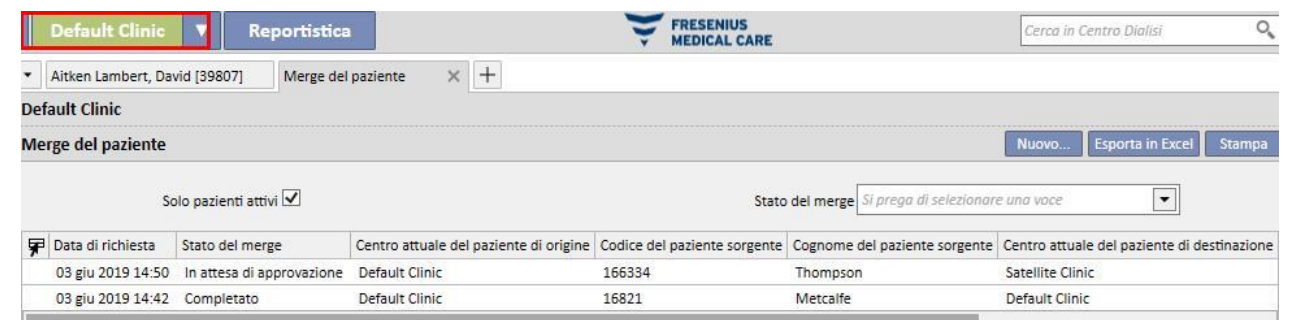 Default Clinic Reportistica FRESENIUS MEDICAL CARE Cerca in Centro Dialisi
Aitken Lambert, David [39807] Merge del paziente
Default Clinic
Merge del paziente Nuovo... Esporta in Excel Stampa
Solo pazienti attivi Stato del merge Si prega di selezionare una voce
Data di richiesta Stato del merge Centro attuale del paziente di origine Codice del paziente sorgente Cognome del paziente sorgente Centro attuale del paziente di destinazione
03 giu 2019 14:50 In attesa di approvazione Default Clinic 166334 Thompson Satellite Clinic
03 giu 2019 14:42 Completato Default Clinic 16821 Metcalfe Default Clinic